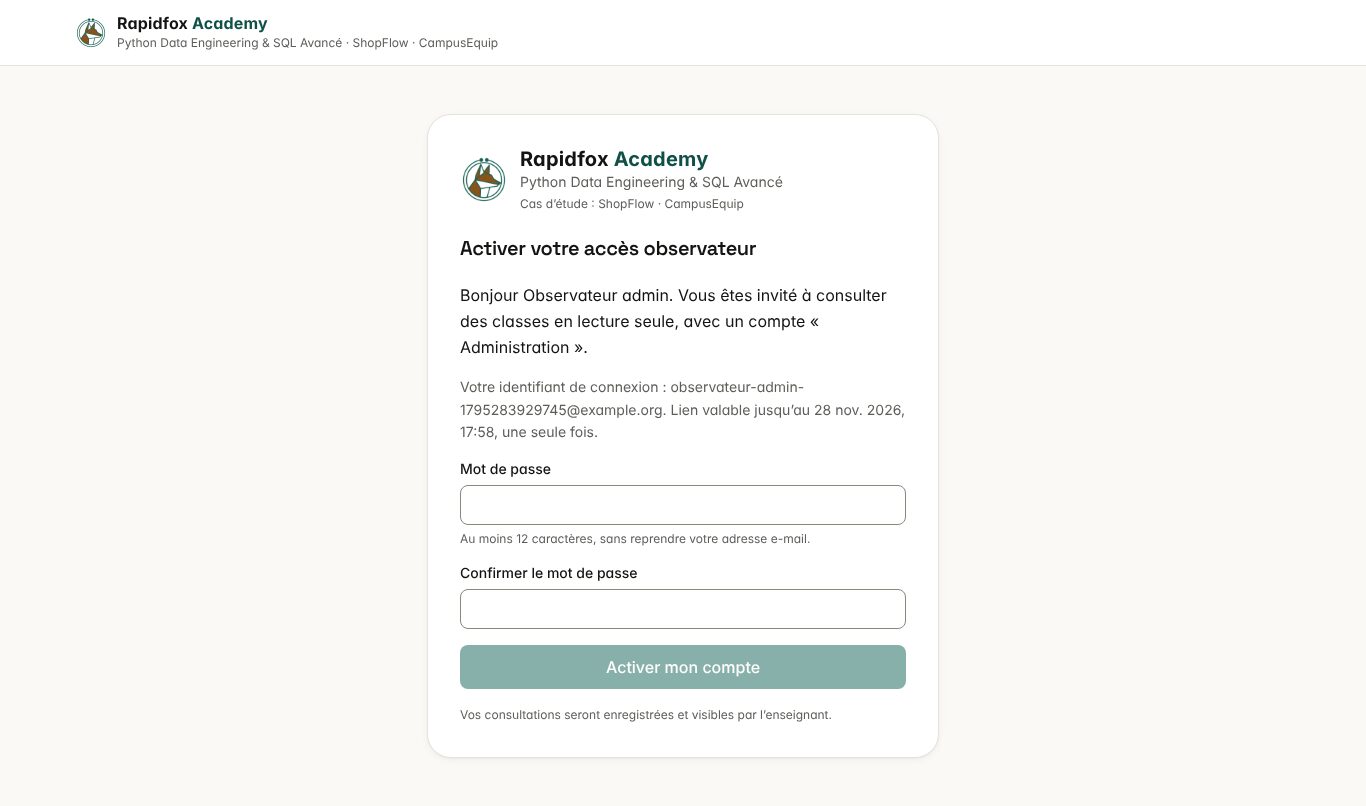 Rapidfox Academy
Python Data Engineering & SQL Avancé · ShopFlow · CampusEquip
Rapidfox Academy
Python Data Engineering & SQL Avancé
Cas d’étude : ShopFlow · CampusEquip
Activer votre accès observateur
Bonjour Observateur admin. Vous êtes invité à consulter
des classes en lecture seule, avec un compte «
Administration ».
Votre identifiant de connexion : observateur-admin-
1795283929745@example.org. Lien valable jusqu’au 28 nov. 2026,
17:58, une seule fois.
Mot de passe
Au moins 12 caractères, sans reprendre votre adresse e-mail.
Confirmer le mot de passe
Activer mon compte
Vos consultations seront enregistrées et visibles par l’enseignant.